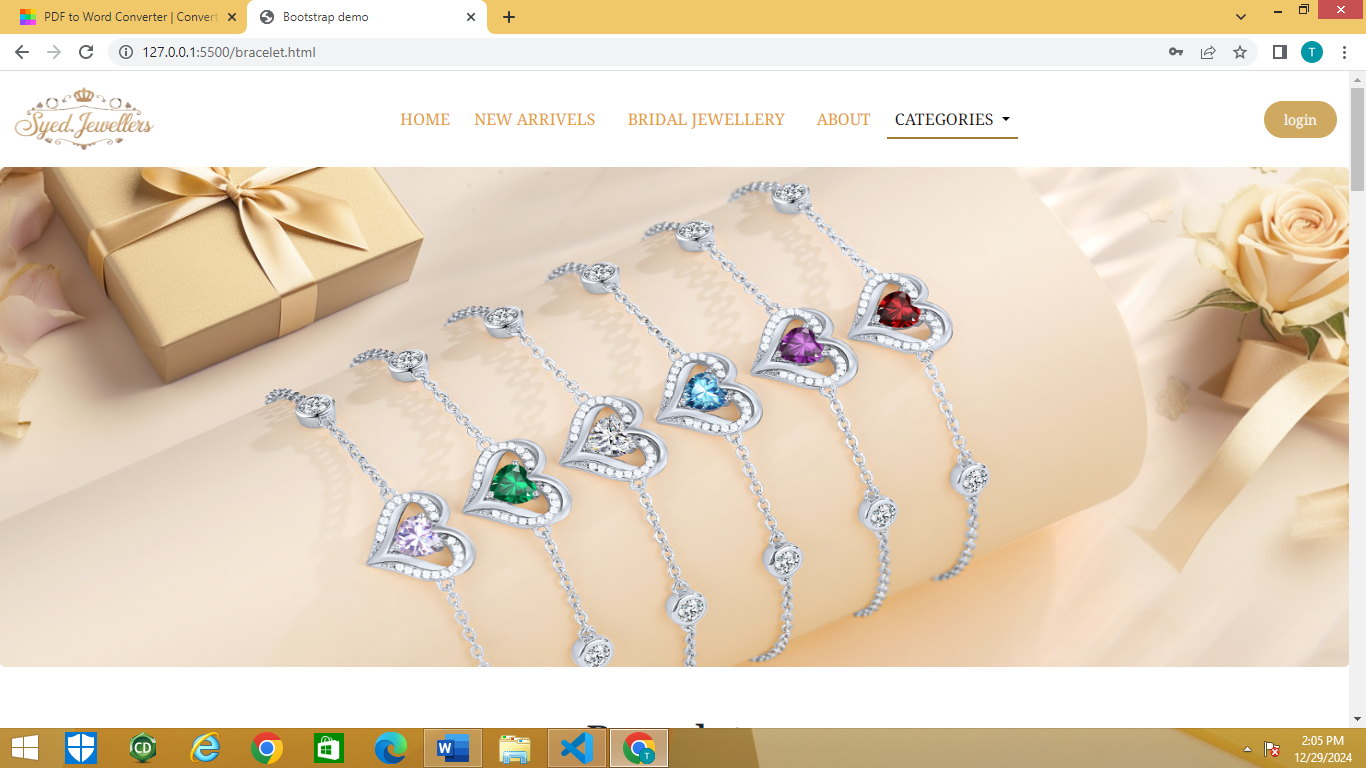 PDF to Word Converter | Convert
Bootstrap demo
127.0.0.1:5500/bracelet.html
T
Syed Jewellers
HOME
NEW ARRIVELS
BRIDAL JEWELLERY
ABOUT
CATEGORIES
login
CD
T
2:05 PM
12/29/2024